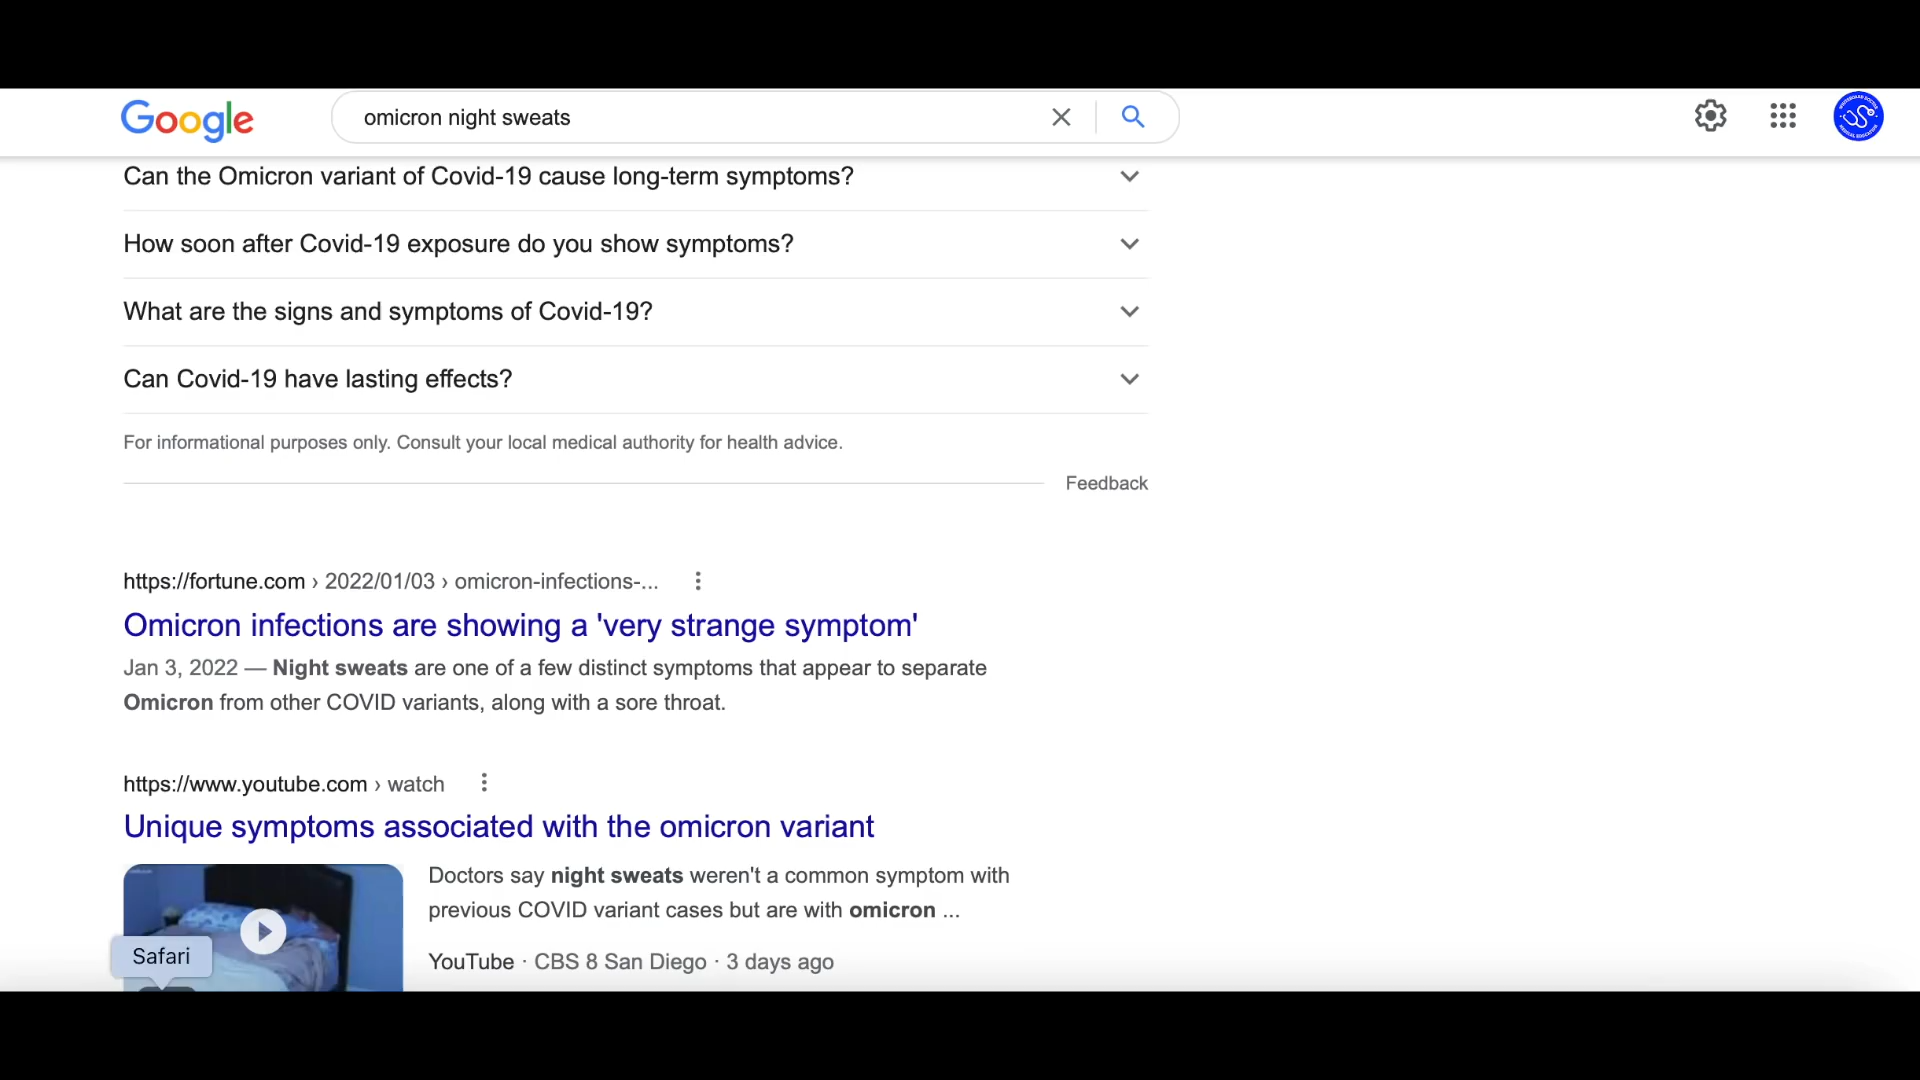 Google
omicron night sweats
Can the Omicron variant of Covid-19 cause long-term symptoms?
How soon after Covid-19 exposure do you show symptoms?
What are the signs and symptoms of Covid-19?
Can Covid-19 have lasting effects?
For informational purposes only. Consult your local medical authority for health advice.
Feedback
https://fortune.com › 2022/01/03 › omicron-infections-...
Omicron infections are showing a 'very strange symptom'
Jan 3, 2022 — Night sweats are one of a few distinct symptoms that appear to separate
Omicron from other COVID variants, along with a sore throat.
https://www.youtube.com › watch
Unique symptoms associated with the omicron variant
Doctors say night sweats weren't a common symptom with
previous COVID variant cases but are with omicron ...
Safari
YouTube · CBS 8 San Diego · 3 days ago